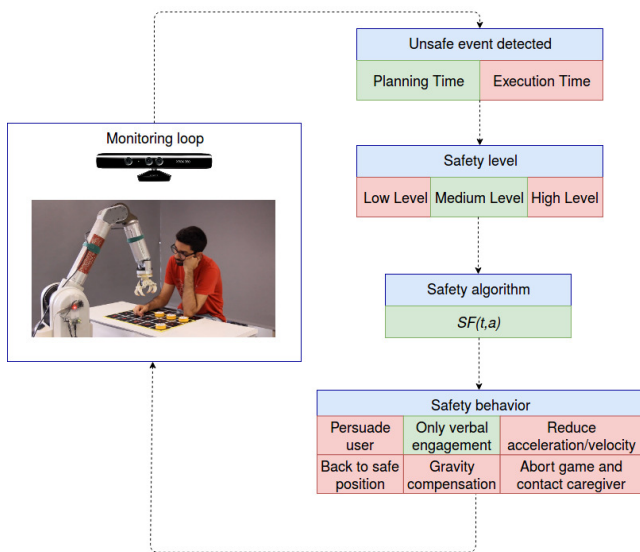 Unsafe event detected
Planning Time
Execution Time
Monitoring loop
Safety level
Low Level
Medium Level
High Level
Safety algorithm
SF(t,a)
Safety behavior
Persuade
user
Only verbal
engagement
Reduce
acceleration/velocity
Back to safe
position
Gravity
compensation
Abort game and
contact caregiver